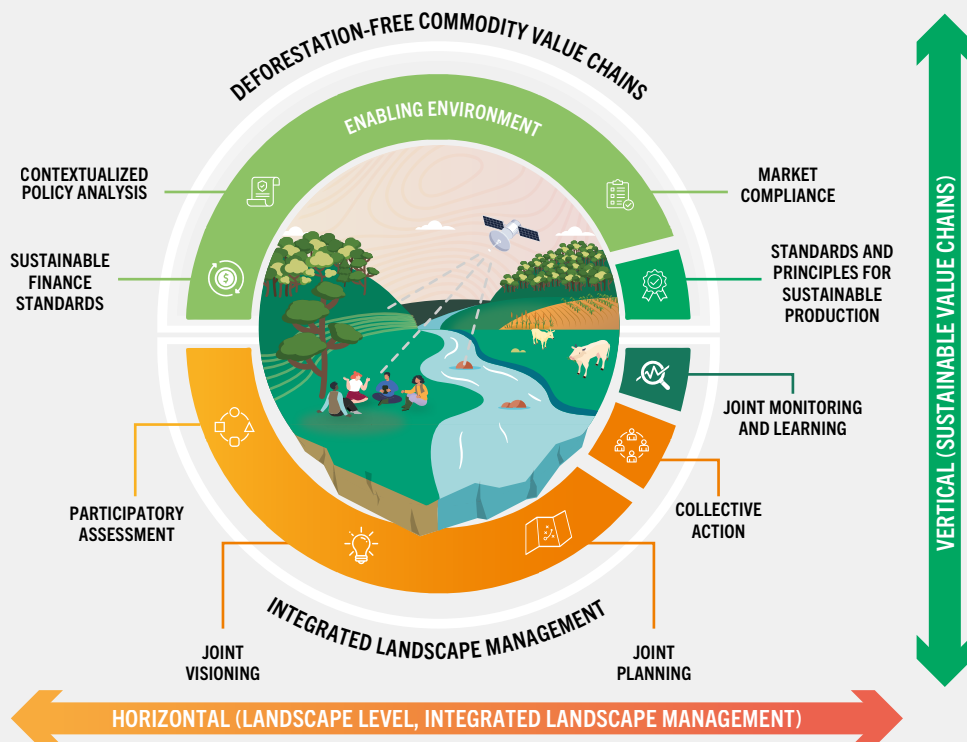 DEFORESTATION-FREE COMMODITY VALUE CHAINS
ENABLING ENVIRONMENT
CONTEXTUALIZED
POLICY ANALYSIS
MARKET
COMPLIANCE
SUSTAINABLE
FINANCE
STANDARDS
STANDARDS AND
PRINCIPLES FOR
SUSTAINABLE
PRODUCTION
JOINT MONITORING
AND LEARNING
PARTICIPATORY
ASSESSMENT
COLLECTIVE
ACTION
INTEGRATED LANDSCAPE MANAGEMENT
JOINT
VISIONING
JOINT
PLANNING
HORIZONTAL (LANDSCAPE LEVEL, INTEGRATED LANDSCAPE MANAGEMENT)
VERTICAL (SUSTAINABLE VALUE CHAINS)